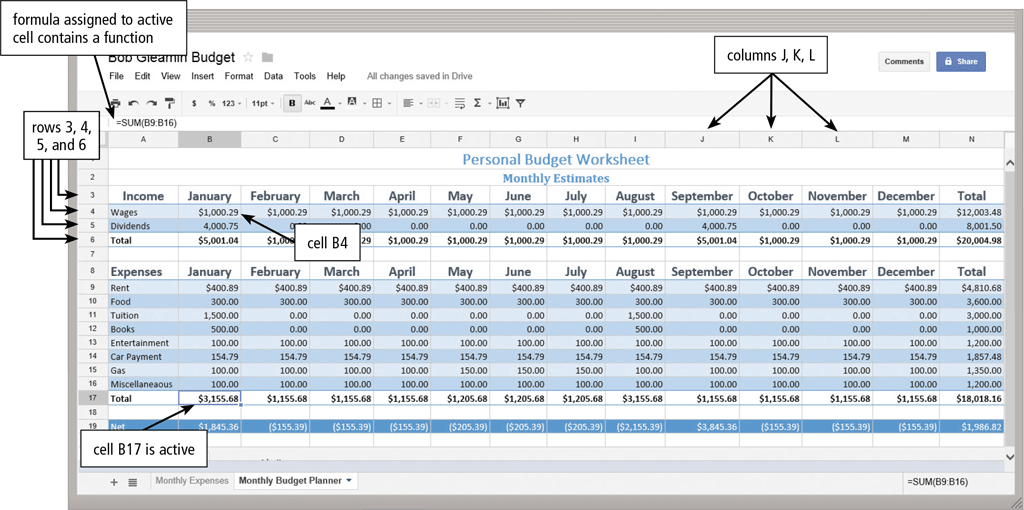 formula assigned to active
cell contains a function
Bob Gleamin Budget
File Edit View Insert Format Data Tools Help All changes saved in Drive
Comments Share
columns J, K, L
$ % 123 11pt B Abc A A Σ
=SUM(B9:B16)
rows 3, 4,
5, and 6
A B C D E F G H I J K L M N
1 Personal Budget Worksheet
2 Monthly Estimates
3 Income January February March April May June July August September October November December Total
4 Wages $1,000.29 $1,000.29 $1,000.29 $1,000.29 $1,000.29 $1,000.29 $1,000.29 $1,000.29 $1,000.29 $1,000.29 $1,000.29 $1,000.29 $12,003.48
5 Dividends 4,000.75 0.00 0.00 0.00 0.00 0.00 4,000.75 0.00 0.00 0.00 8,001.50
6 Total $5,001.04 $1,000.29 $1,000.29 $1,000.29 $1,000.29 $1,000.29 $5,001.04 $1,000.29 $1,000.29 $1,000.29 $20,004.98
cell B4
7
8 Expenses January February March April May June July August September October November December Total
9 Rent $400.89 $400.89 $400.89 $400.89 $400.89 $400.89 $400.89 $400.89 $400.89 $400.89 $400.89 $400.89 $4,810.68
10 Food 300.00 300.00 300.00 300.00 300.00 300.00 300.00 300.00 300.00 300.00 300.00 300.00 3,600.00
11 Tuition 1,500.00 0.00 0.00 0.00 0.00 0.00 0.00 1,500.00 0.00 0.00 0.00 0.00 3,000.00
12 Books 500.00 0.00 0.00 0.00 0.00 0.00 0.00 500.00 0.00 0.00 0.00 0.00 1,000.00
13 Entertainment 100.00 100.00 100.00 100.00 100.00 100.00 100.00 100.00 100.00 100.00 100.00 100.00 1,200.00
14 Car Payment 154.79 154.79 154.79 154.79 154.79 154.79 154.79 154.79 154.79 154.79 154.79 154.79 1,857.48
15 Gas 100.00 100.00 100.00 100.00 150.00 150.00 150.00 100.00 100.00 100.00 100.00 100.00 1,350.00
16 Miscellaneaous 100.00 100.00 100.00 100.00 100.00 100.00 100.00 100.00 100.00 100.00 100.00 100.00 1,200.00
17 Total $3,155.68 $1,155.68 $1,155.68 $1,155.68 $1,205.68 $1,205.68 $1,205.68 $3,155.68 $1,155.68 $1,155.68 $1,155.68 $1,155.68 $18,018.16
18
19 Net $1,845.36 ($155.39) ($155.39) ($155.39) ($205.39) ($205.39) ($205.39) ($2,155.39) $3,845.36 ($155.39) ($155.39) ($155.39) $1,986.82
cell B17 is active
+ Monthly Expenses Monthly Budget Planner =SUM(B9:B16)